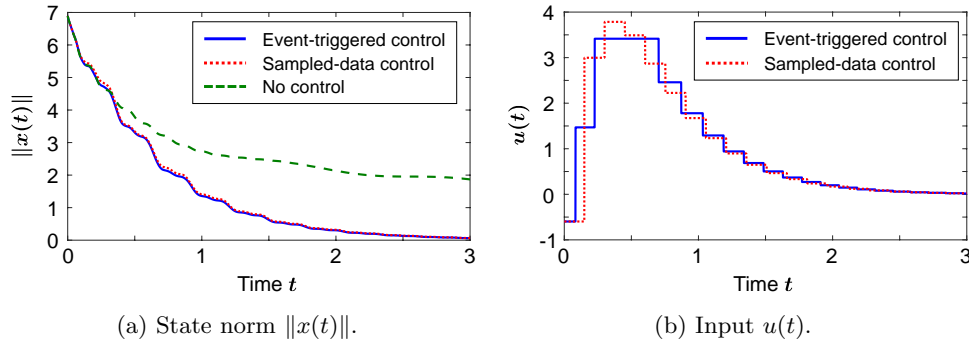 7
6
5
4
3
2
1
0
0
1
2
3
‖x(t)‖
Time t
Event-triggered control
Sampled-data control
No control
(a) State norm ‖x(t)‖.
4
3
2
1
0
-1
0
1
2
3
u(t)
Time t
Event-triggered control
Sampled-data control
(b) Input u(t).